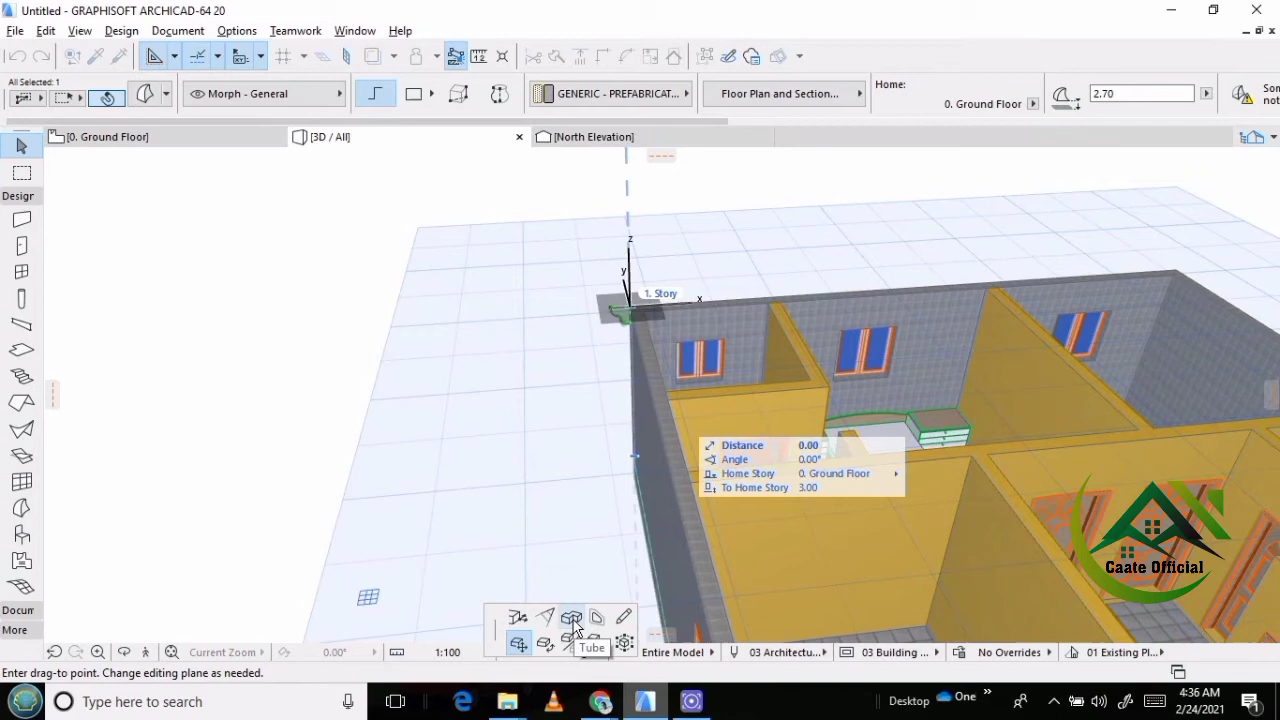 Untitled - GRAPHISOFT ARCHICAD-64 20
File Edit View Design Document Options Teamwork Window Help
All Selected: 1
Morph - General
GENERIC - PREFABRICAT...
Floor Plan and Section...
Home:
0. Ground Floor
2.70
Som
not
[0. Ground Floor]
[3D / All]
[North Elevation]
Design
z
y
1. Story
x
Distance 0.00
Angle 0.00°
Home Story 0. Ground Floor
To Home Story 3.00
Caate Official
Docum
More
Tube
Current Zoom
0.00°
1:100
Entire Model
03 Architectu...
03 Building ...
No Overrides
01 Existing Pl...
Enter drag-to point. Change editing plane as needed.
Type here to search
Desktop
One
4:36 AM
2/24/2021
1